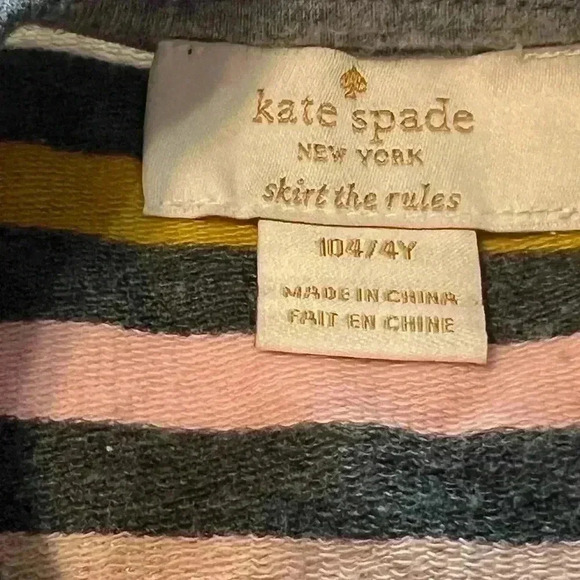 kate spade
NEW YORK
skirt the rules
104/4Y
MADE IN CHINA
FAIT EN CHINE